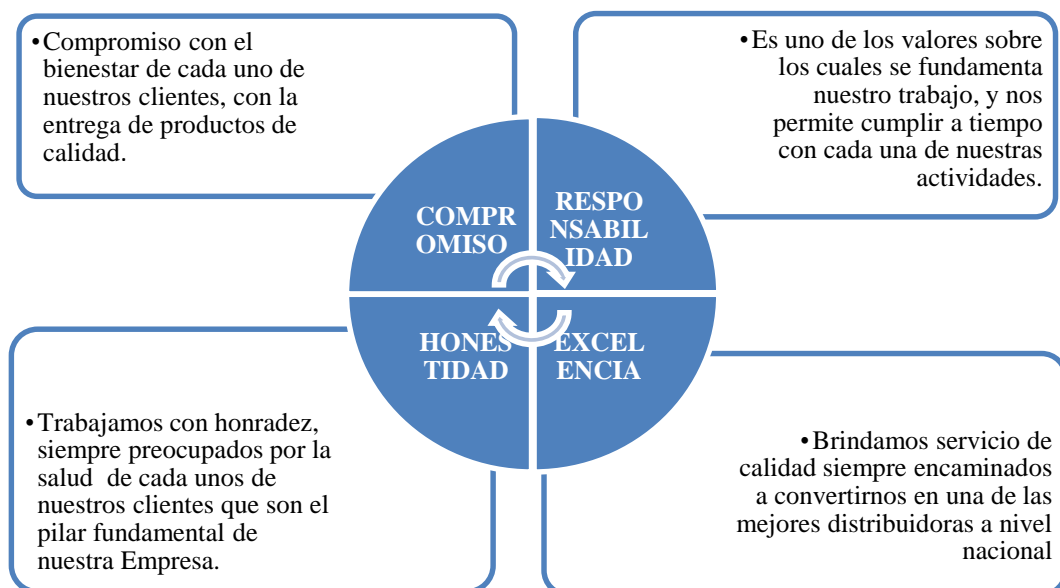 •Compromiso con el
bienestar de cada uno de
nuestros clientes, con la
entrega de productos de
calidad.
•Es uno de los valores sobre
los cuales se fundamenta
nuestro trabajo, y nos
permite cumplir a tiempo
con cada una de nuestras
actividades.
COMPR
OMISO
RESPO
NSABIL
IDAD
HONES
TIDAD
EXCEL
ENCIA
•Trabajamos con honradez,
siempre preocupados por la
salud  de cada unos de
nuestros clientes que son el
pilar fundamental de
nuestra Empresa.
•Brindamos servicio de
calidad siempre encaminados
a convertirnos en una de las
mejores distribuidoras a nivel
nacional